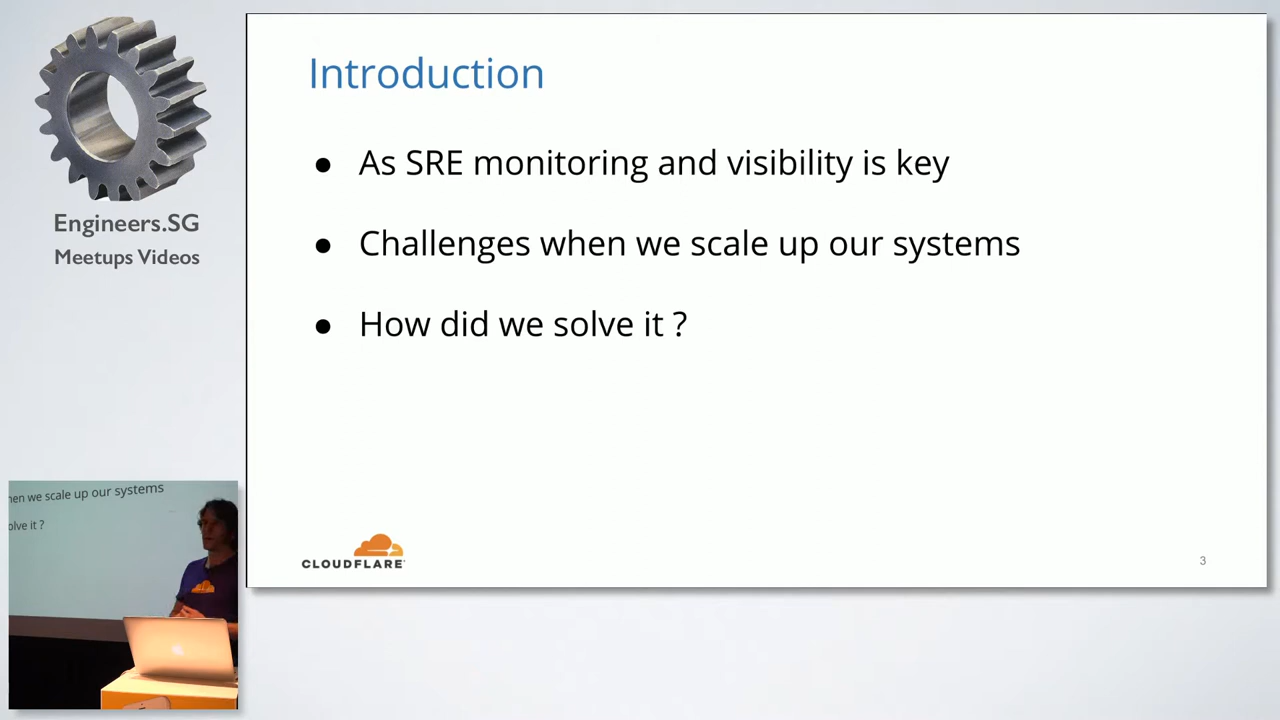 Engineers.SG
Meetups Videos
Introduction
● As SRE monitoring and visibility is key
● Challenges when we scale up our systems
● How did we solve it ?
CLOUDFLARE
3
hen we scale up our systems
olve it ?